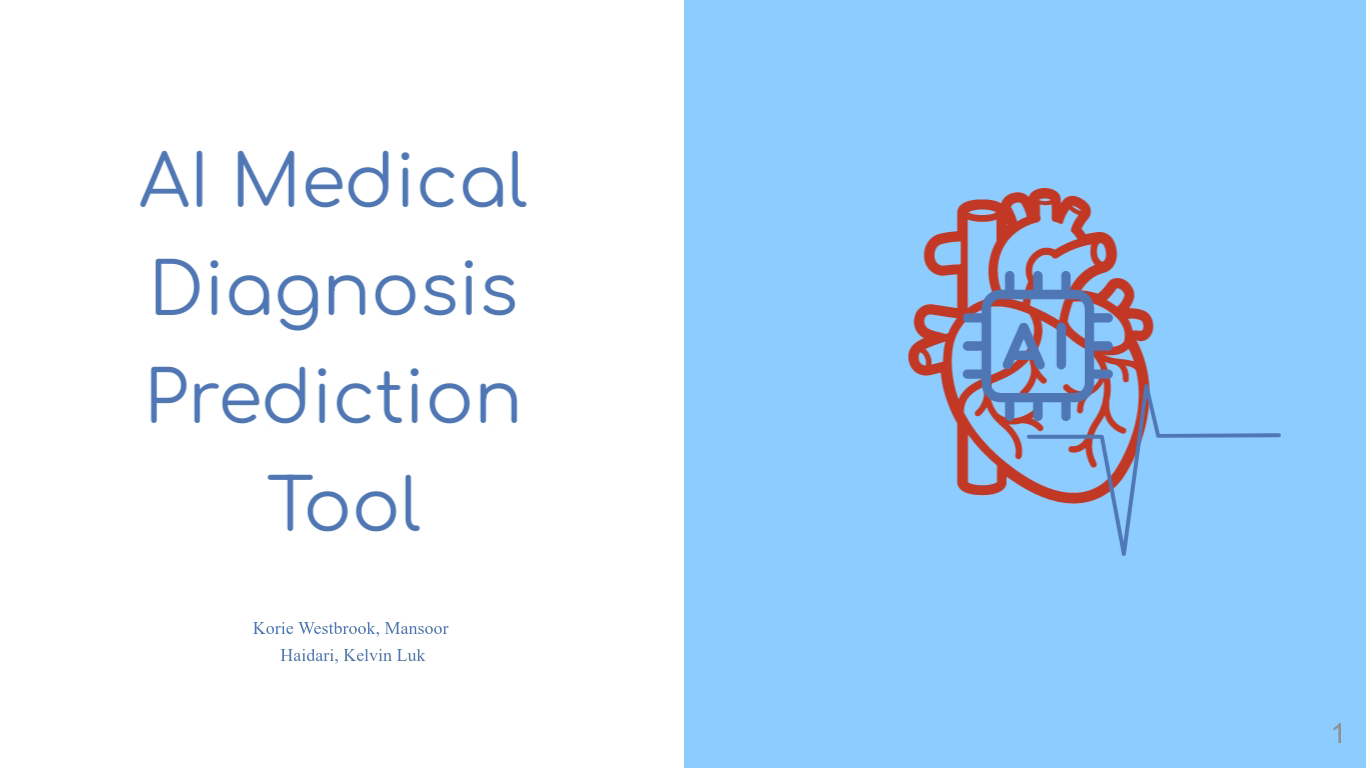 AI Medical
Diagnosis
Prediction
Tool
Korie Westbrook, Mansoor
Haidari, Kelvin Luk
AI
1